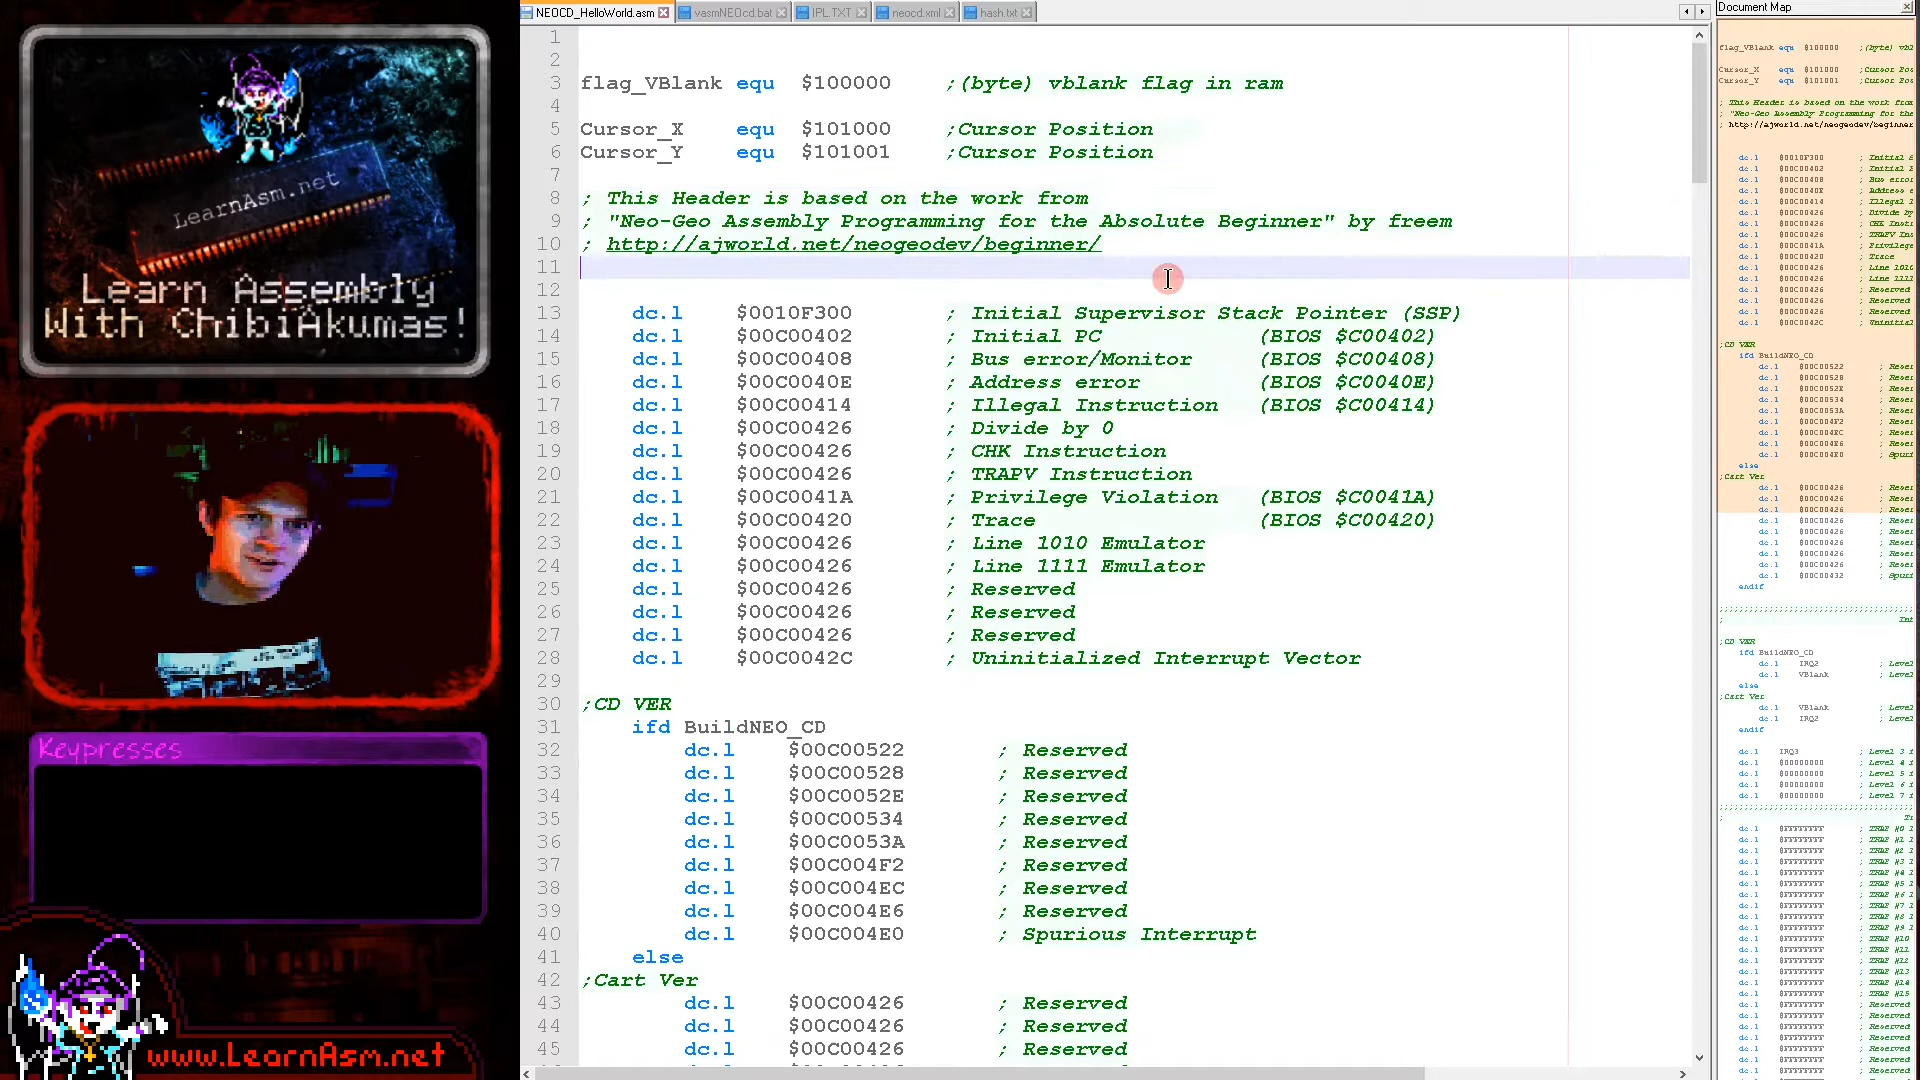 NEOCD_HelloWorld.asm
vasmNEOcd.bat
IPL.TXT
neocd.xml
hash.txt
Document Map
1
2
3 flag_VBlank equ $100000 ;(byte) vblank flag in ram
4
5 Cursor_X equ $101000 ;Cursor Position
6 Cursor_Y equ $101001 ;Cursor Position
7
8 ; This Header is based on the work from
9 ; "Neo-Geo Assembly Programming for the Absolute Beginner" by freem
10 ; http://ajworld.net/neogeodev/beginner/
11
12
13 dc.l $0010F300 ; Initial Supervisor Stack Pointer (SSP)
14 dc.l $00C00402 ; Initial PC (BIOS $C00402)
15 dc.l $00C00408 ; Bus error/Monitor (BIOS $C00408)
16 dc.l $00C0040E ; Address error (BIOS $C0040E)
17 dc.l $00C00414 ; Illegal Instruction (BIOS $C00414)
18 dc.l $00C00426 ; Divide by 0
19 dc.l $00C00426 ; CHK Instruction
20 dc.l $00C00426 ; TRAPV Instruction
21 dc.l $00C0041A ; Privilege Violation (BIOS $C0041A)
22 dc.l $00C00420 ; Trace (BIOS $C00420)
23 dc.l $00C00426 ; Line 1010 Emulator
24 dc.l $00C00426 ; Line 1111 Emulator
25 dc.l $00C00426 ; Reserved
26 dc.l $00C00426 ; Reserved
27 dc.l $00C00426 ; Reserved
28 dc.l $00C0042C ; Uninitialized Interrupt Vector
29
30 ;CD VER
31 ifd BuildNEO_CD
32 dc.l $00C00522 ; Reserved
33 dc.l $00C00528 ; Reserved
34 dc.l $00C0052E ; Reserved
35 dc.l $00C00534 ; Reserved
36 dc.l $00C0053A ; Reserved
37 dc.l $00C004F2 ; Reserved
38 dc.l $00C004EC ; Reserved
39 dc.l $00C004E6 ; Reserved
40 dc.l $00C004E0 ; Spurious Interrupt
41 else
42 ;Cart Ver
43 dc.l $00C00426 ; Reserved
44 dc.l $00C00426 ; Reserved
45 dc.l $00C00426 ; Reserved
LearnAsm.net
Learn Assembly
With ChibiAkumas!
Keypresses
www.LearnAsm.net